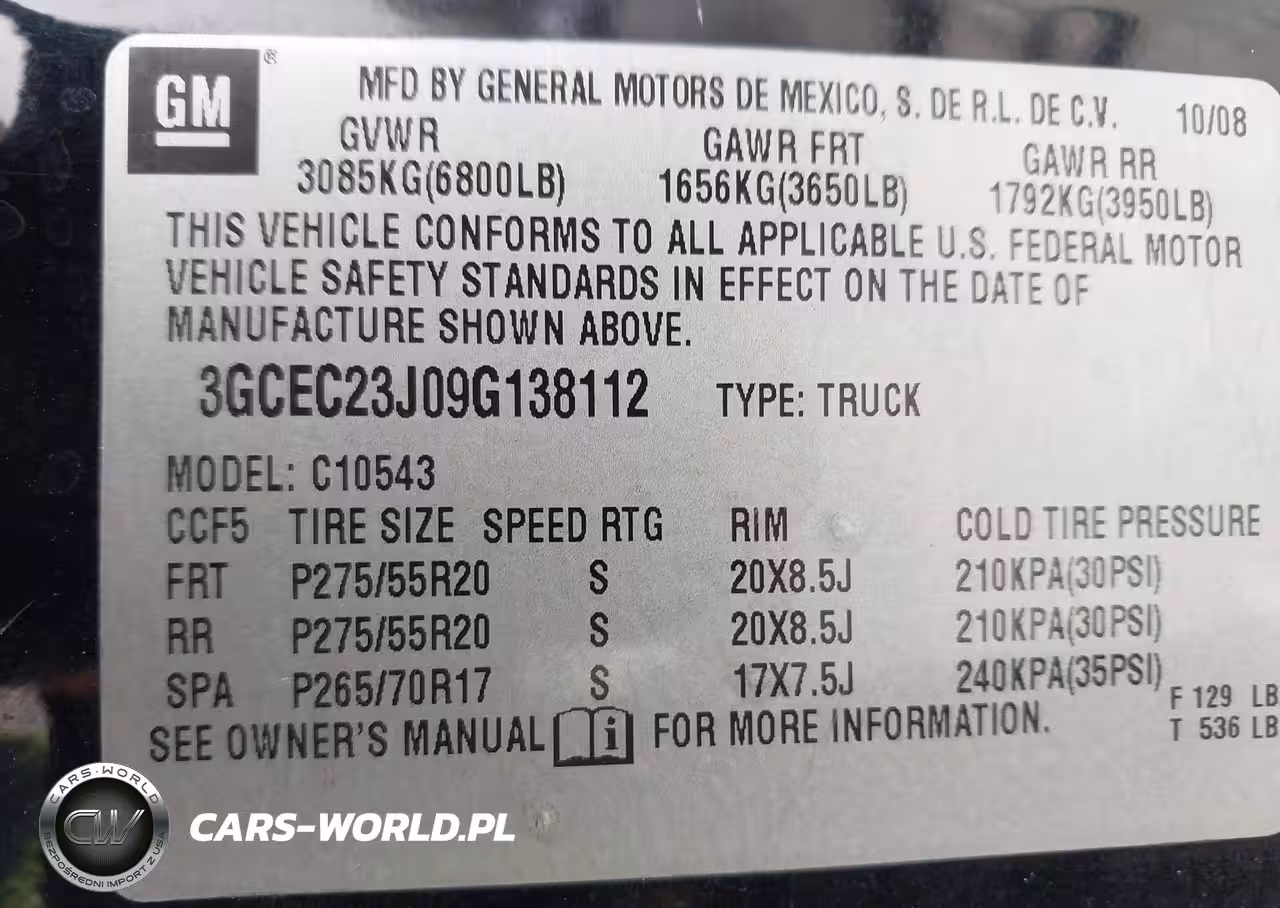 GM ®
MFD BY GENERAL MOTORS DE MEXICO, S. DE R.L. DE C.V. 10/08
GVWR GAWR FRT GAWR RR
3085KG(6800LB) 1656KG(3650LB) 1792KG(3950LB)
THIS VEHICLE CONFORMS TO ALL APPLICABLE U.S. FEDERAL MOTOR
VEHICLE SAFETY STANDARDS IN EFFECT ON THE DATE OF
MANUFACTURE SHOWN ABOVE.
3GCEC23J09G138112 TYPE: TRUCK
MODEL: C10543
CCF5 TIRE SIZE SPEED RTG RIM COLD TIRE PRESSURE
FRT P275/55R20 S 20X8.5J 210KPA(30PSI)
RR P275/55R20 S 20X8.5J 210KPA(30PSI)
SPA P265/70R17 S 17X7.5J 240KPA(35PSI)
F 129 LB
T 536 LB
SEE OWNER'S MANUAL i FOR MORE INFORMATION.
CARS-WORLD
CW
BEZPOŚREDNI IMPORT Z USA
CARS-WORLD.PL